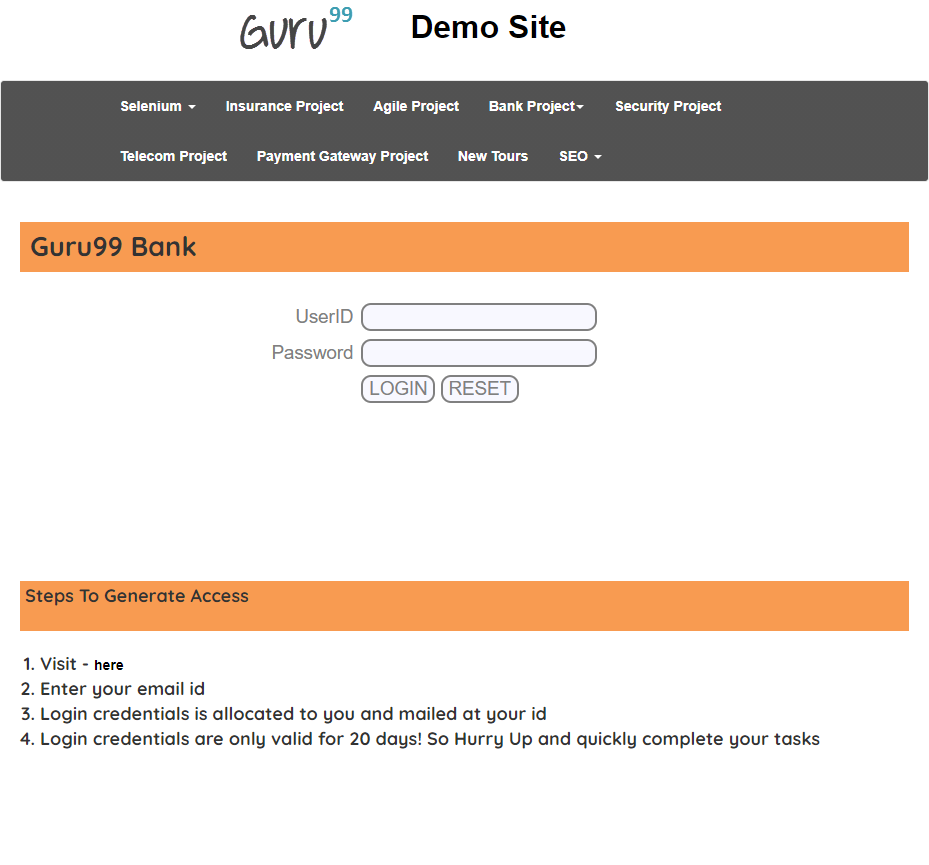 Guru99 Demo Site
Selenium Insurance Project Agile Project Bank Project Security Project
Telecom Project Payment Gateway Project New Tours SEO
Guru99 Bank
UserID
Password
LOGIN RESET
Steps To Generate Access
1. Visit - here
2. Enter your email id
3. Login credentials is allocated to you and mailed at your id
4. Login credentials are only valid for 20 days! So Hurry Up and quickly complete your tasks